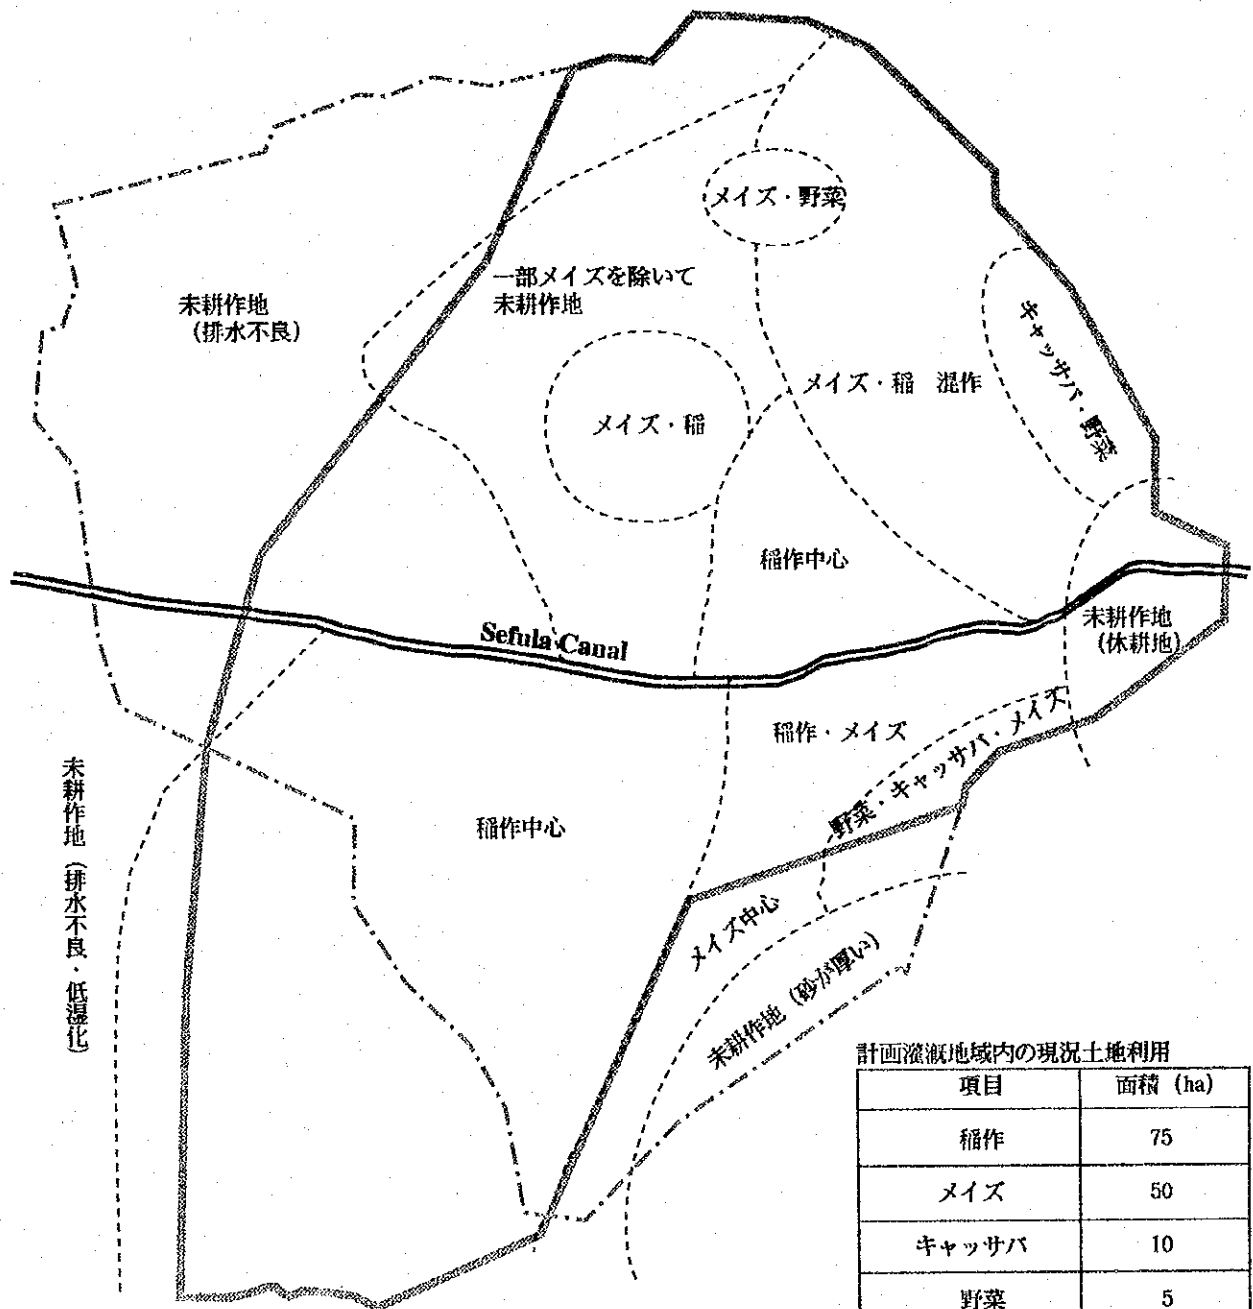 メイズ・野菜
一部メイズを除いて
未耕作地
未耕作地
(排水不良)
キャッサバ・野菜
メイズ・稲 混作
メイズ・稲
稲作中心
Sefula Canal
未耕作地
(休耕地)
稲作・メイズ
野菜・キャッサバ・メイズ
未耕作地 (排水不良・低湿化)
稲作中心
メイズ中心
未耕作地 (砂が厚い)
計画灌漑地域内の現況土地利用
項目 面積 (ha)
稲作 75
メイズ 50
キャッサバ 10
野菜 5